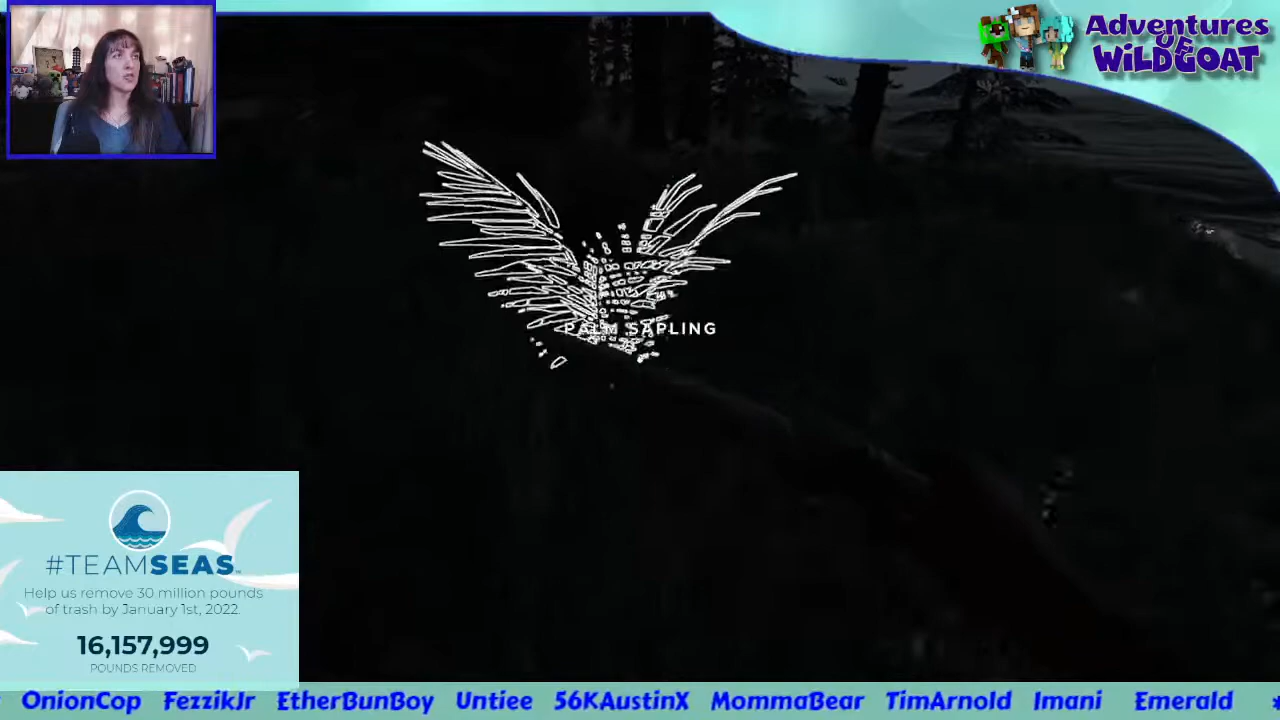 Adventures
OF
WiLDGOAT
PALM SAPLING
#TEAMSEAS
Help us remove 30 million pounds
of trash by January 1st, 2022.
16,157,999
POUNDS REMOVED
OnionCop FezzikJr EtherBunBoy Untiee 56KAustinX MommaBear TimArnold Imani Emerald